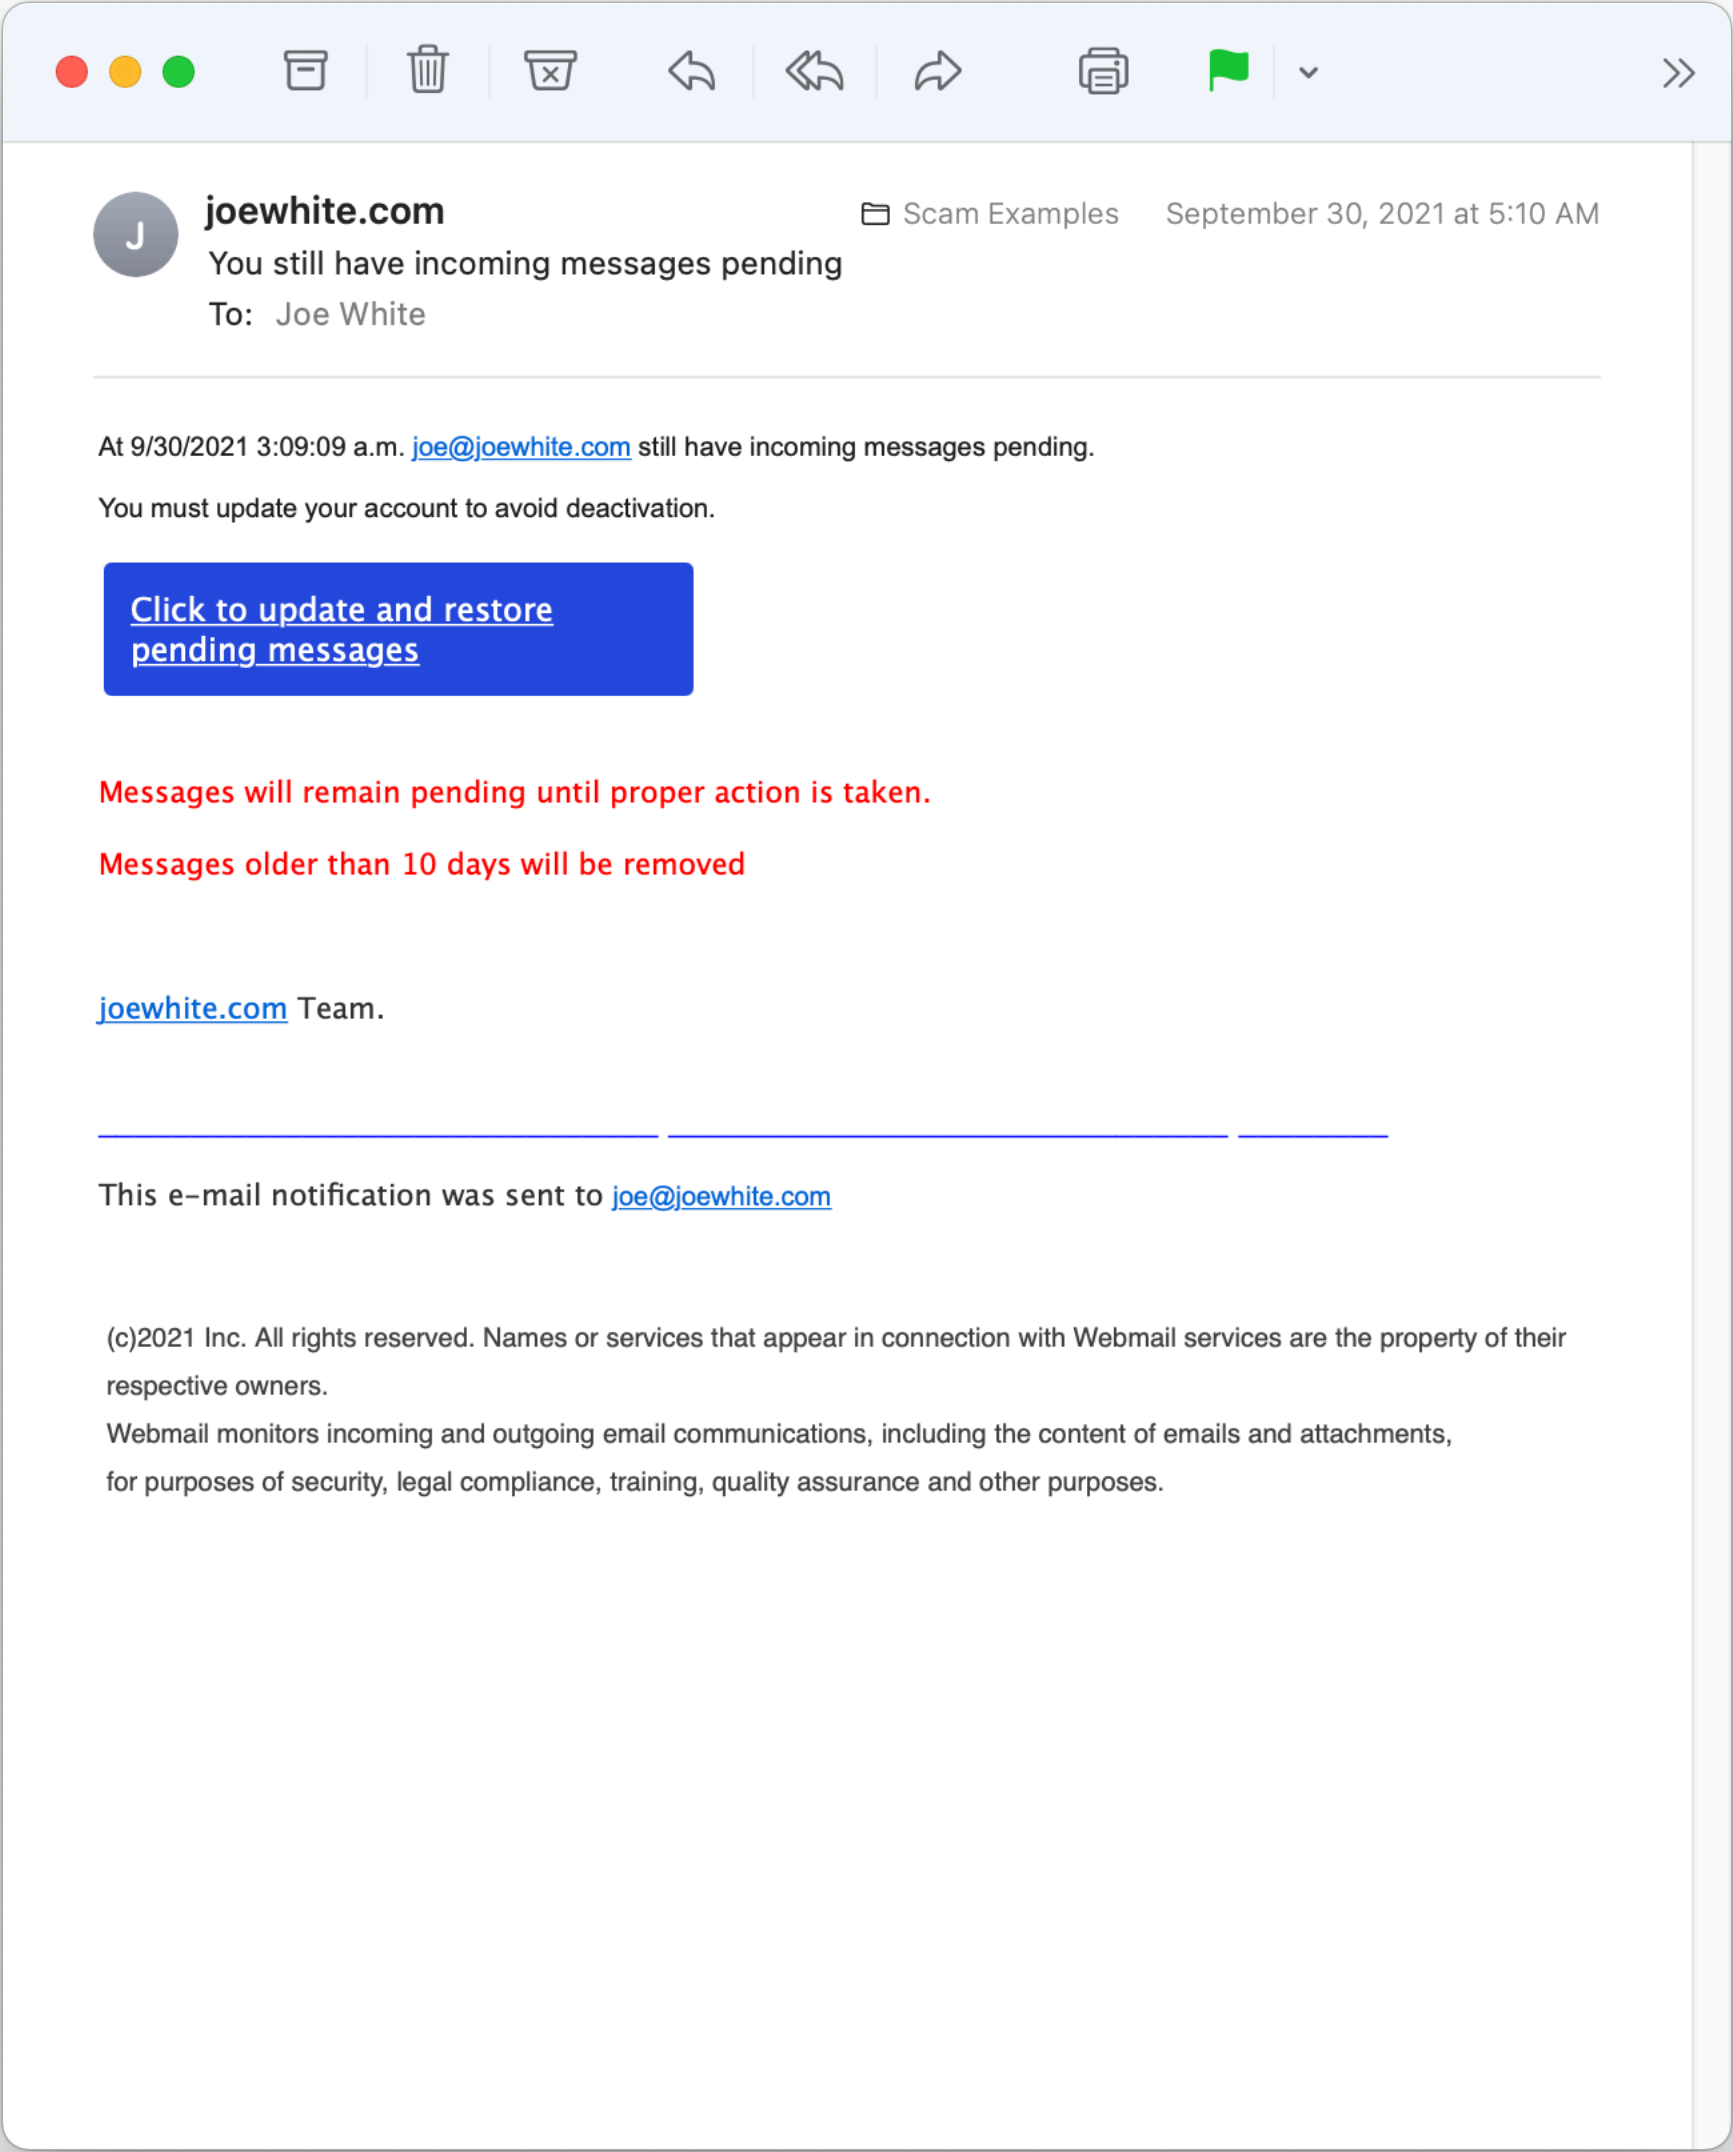 joewhite.com
Scam Examples
September 30, 2021 at 5:10 AM
J
You still have incoming messages pending
To: Joe White
At 9/30/2021 3:09:09 a.m. joe@joewhite.com still have incoming messages pending.
You must update your account to avoid deactivation.
Click to update and restore
pending messages
Messages will remain pending until proper action is taken.
Messages older than 10 days will be removed
joewhite.com Team.
This e-mail notification was sent to joe@joewhite.com
(c)2021 Inc. All rights reserved. Names or services that appear in connection with Webmail services are the property of their
respective owners.
Webmail monitors incoming and outgoing email communications, including the content of emails and attachments,
for purposes of security, legal compliance, training, quality assurance and other purposes.